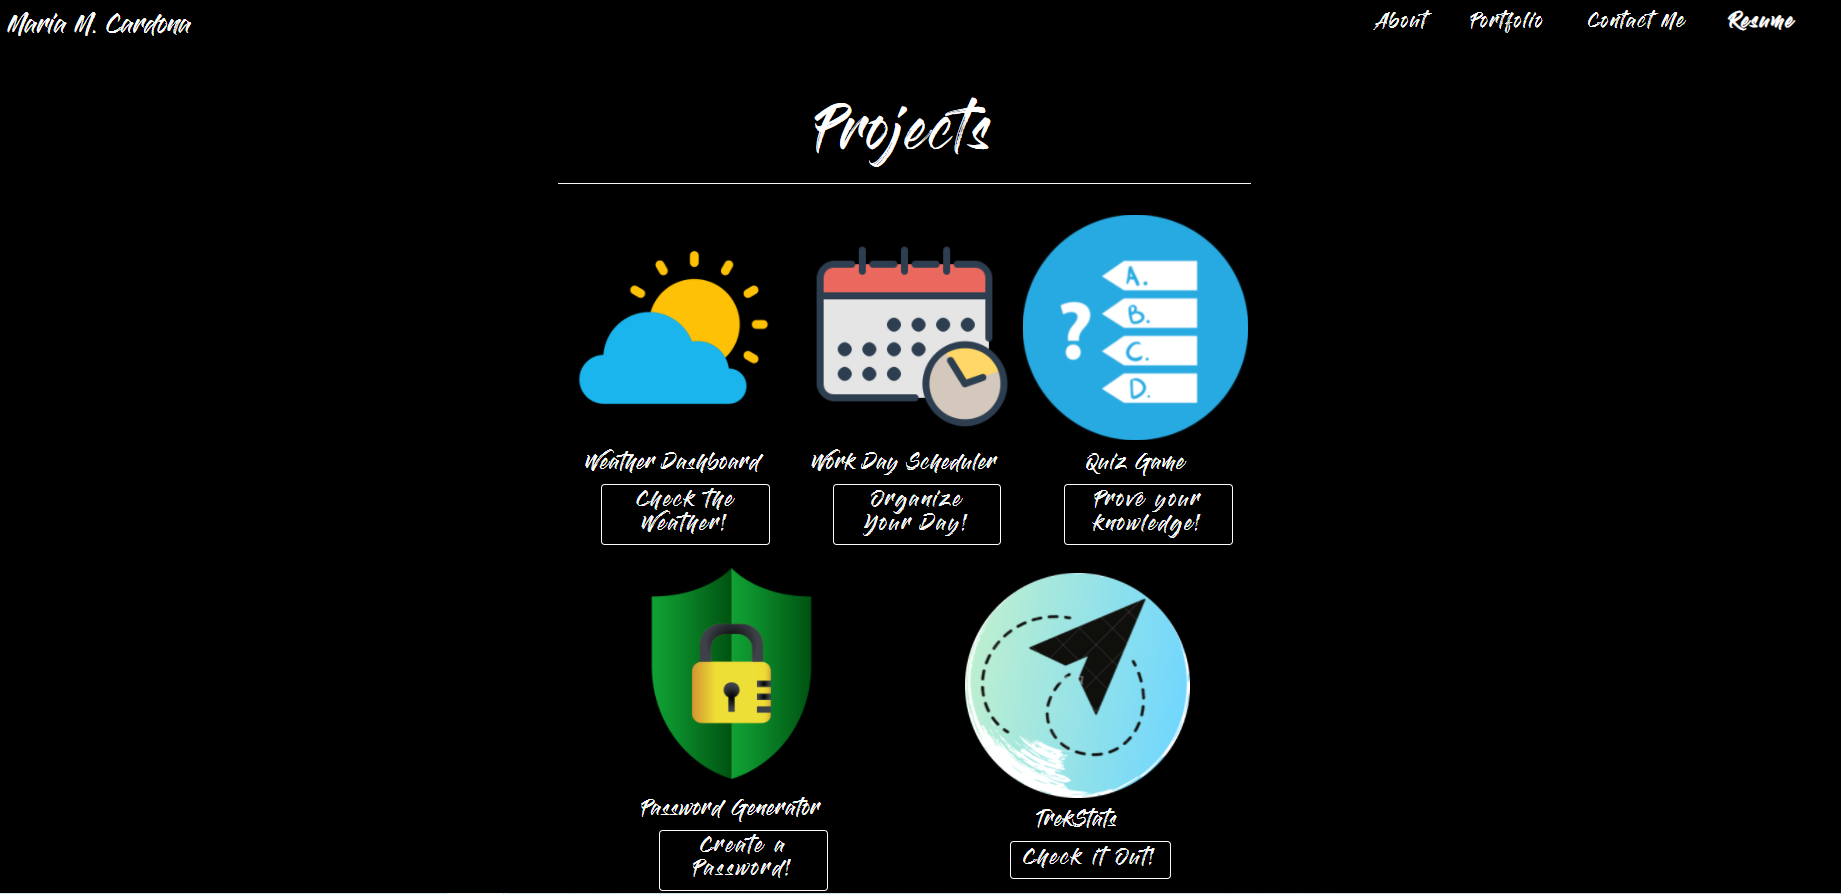 Maria M. Cardona
About
Portfolio
Contact Me
Resume
Projects
?
A.
B.
C.
D.
Weather Dashboard
Work Day Scheduler
Quiz Game
Check the
Weather!
Organize
Your Day!
Prove your
knowledge!
Password Generator
TrekStats
Create a
Password!
Check it Out!